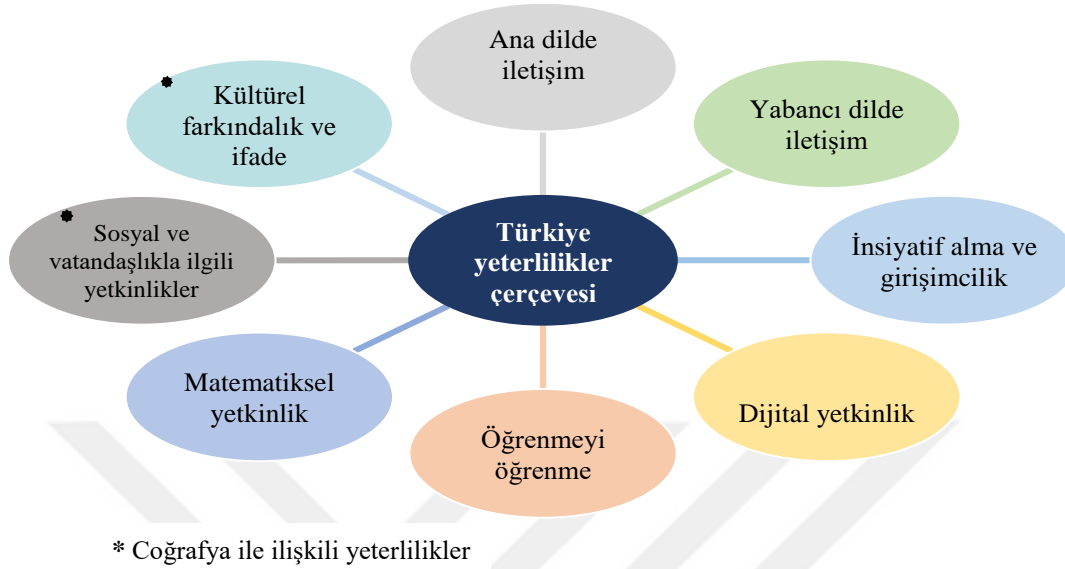 Ana dilde
iletişim
Yabancı dilde
iletişim
İnsiyatif alma ve
girişimcilik
Dijital yetkinlik
Öğrenmeyi
öğrenme
Matematiksel
yetkinlik
* Sosyal ve
vatandaşlıkla ilgili
yetkinlikler
* Kültürel
farkındalık ve
ifade
Türkiye
yeterlilikler
çerçevesi
* Coğrafya ile ilişkili yeterlilikler